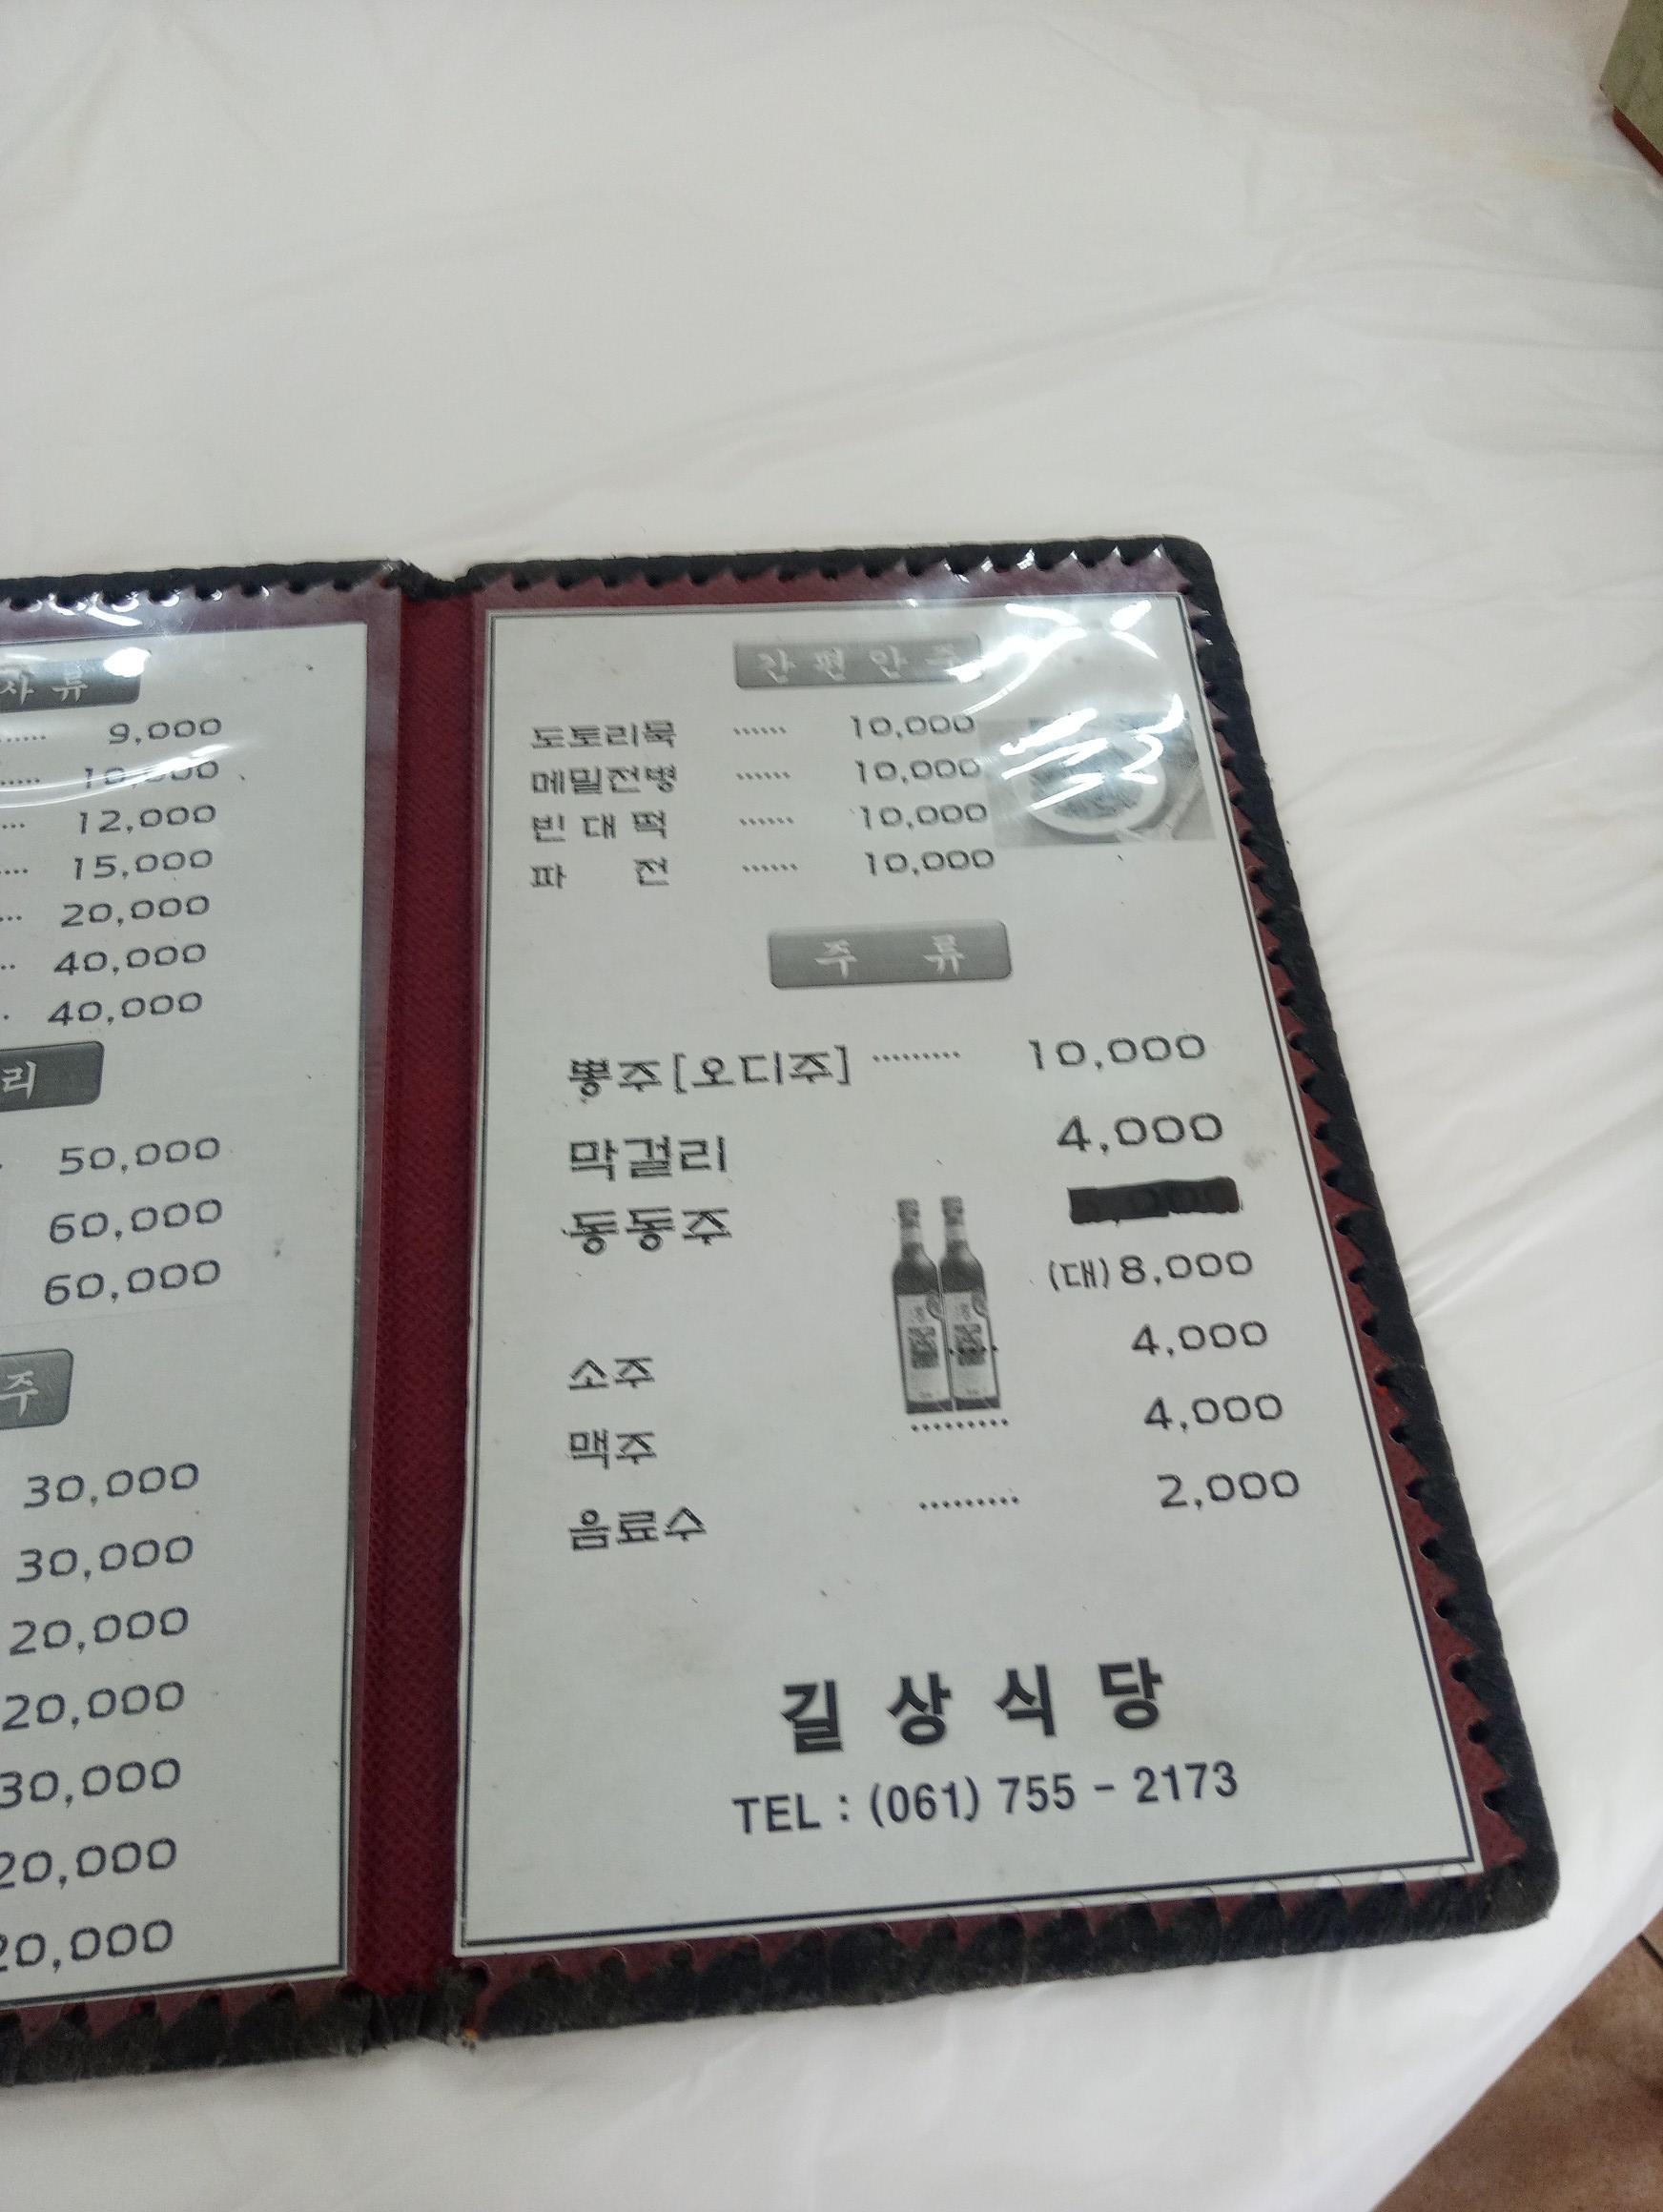 사 류
...... 9,000
..... 10,000
... 12,000
.... 15,000
... 20,000
.. 40,000
. 40,000
리
50,000
60,000
60,000
주
30,000
30,000
20,000
20,000
30,000
20,000
20,000
간 편 안 주
도토리묵 ...... 10,000
메밀전병 ...... 10,000
빈 대 떡 ...... 10,000
파 전 ...... 10,000
주 류
뽕주[오디주] ......... 10,000
막걸리 4,000
동동주
(대) 8,000
소주 4,000
맥주 ......... 4,000
음료수 ......... 2,000
길 상 식 당
TEL : (061) 755 - 2173